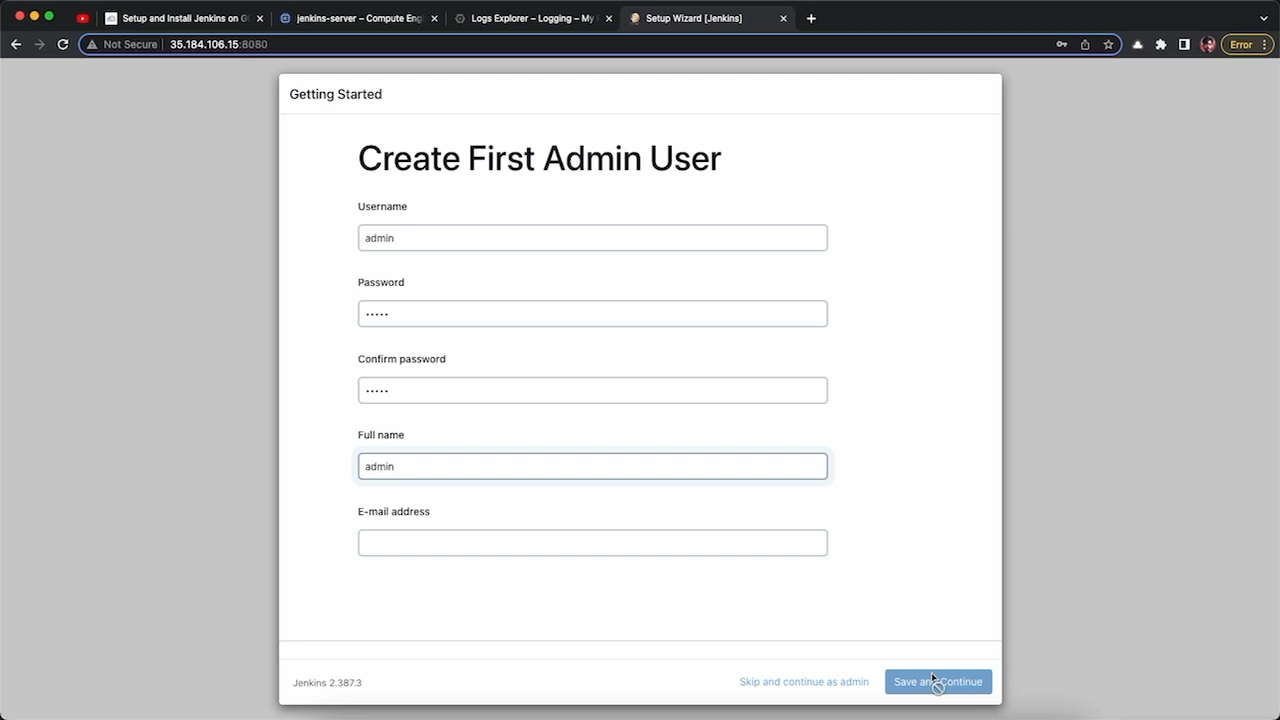 Setup and Install Jenkins on G
jenkins-server – Compute Eng
Logs Explorer – Logging – My
Setup Wizard [Jenkins]
Not Secure
35.184.106.15:8080
Error
Getting Started
Create First Admin User
Username
admin
Password
•••••
Confirm password
•••••
Full name
admin
E-mail address
Jenkins 2.387.3
Skip and continue as admin
Save and Continue